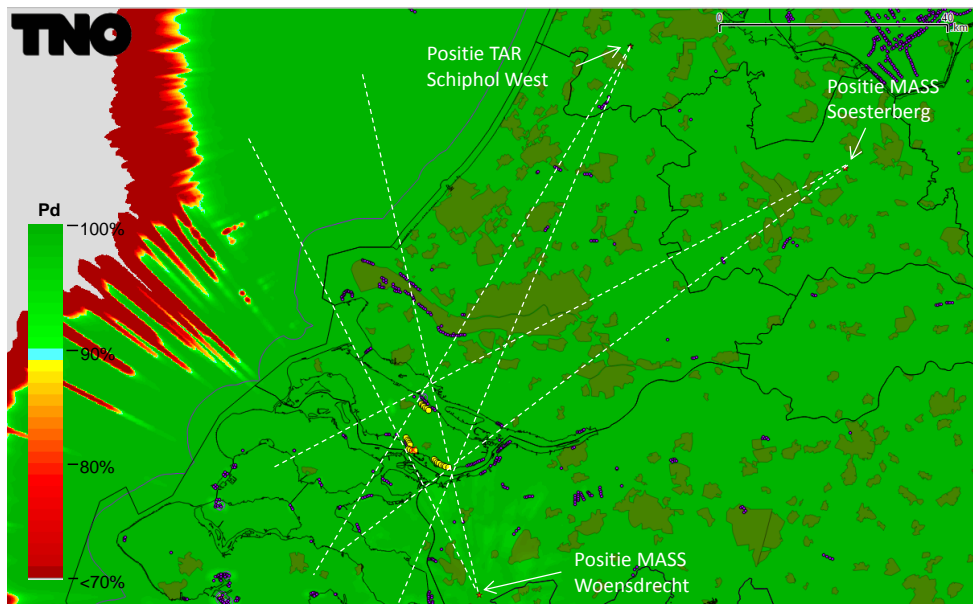 TNO
0
40
km
Positie TAR
Schiphol West
Positie MASS
Soesterberg
Pd
100%
90%
80%
<70%
Positie MASS
Woensdrecht